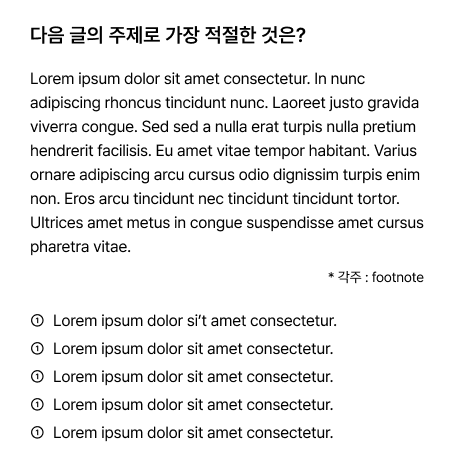 다음 글의 주제로 가장 적절한 것은?
Lorem ipsum dolor sit amet consectetur. In nunc
adipiscing rhoncus tincidunt nunc. Laoreet justo gravida
viverra congue. Sed sed a nulla erat turpis nulla pretium
hendrerit facilisis. Eu amet vitae tempor habitant. Varius
ornare adipiscing arcu cursus odio dignissim turpis enim
non. Eros arcu tincidunt nec tincidunt tincidunt tortor.
Ultrices amet metus in congue suspendisse amet cursus
pharetra vitae.
* 각주 : footnote
① Lorem ipsum dolor si’t amet consectetur.
① Lorem ipsum dolor sit amet consectetur.
① Lorem ipsum dolor sit amet consectetur.
① Lorem ipsum dolor sit amet consectetur.
① Lorem ipsum dolor sit amet consectetur.